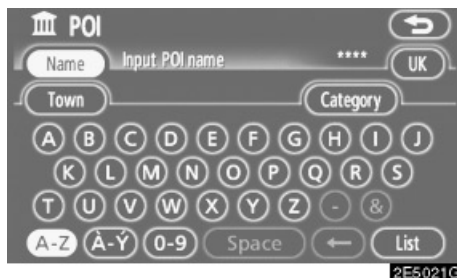 POI
Name Input POI name **** UK
Town Category
A B C D E F G H I J
K L M N O P Q R S
T U V W X Y Z - &
A-Z À-Ý 0-9 Space ← List
2E5021G